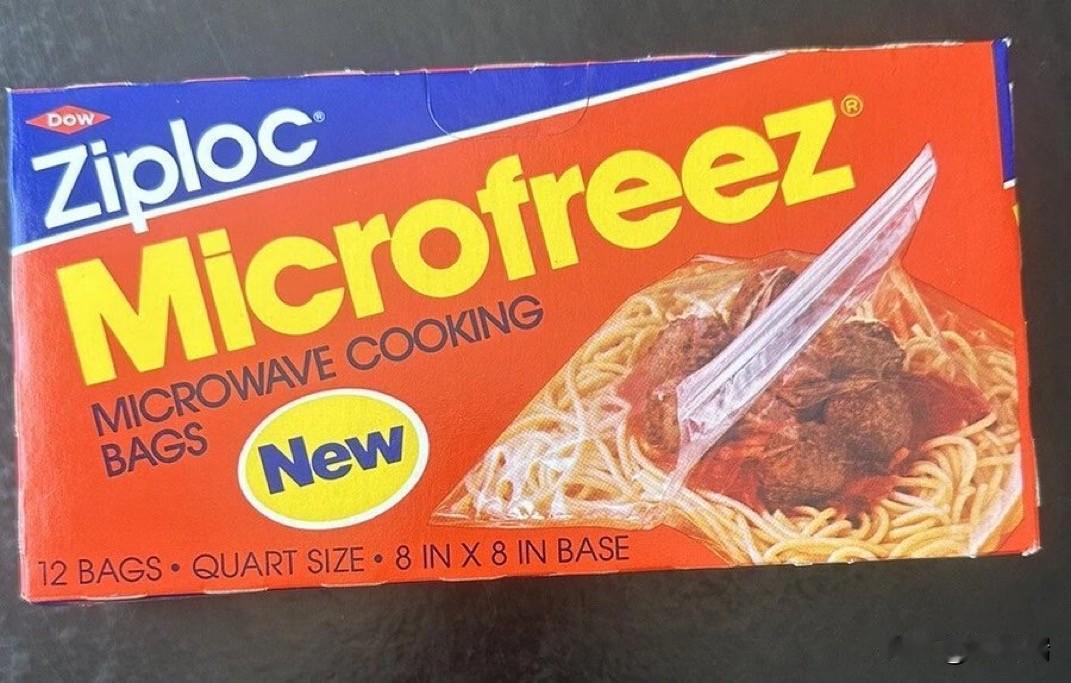 DOW
Ziploc®
Microfreez®
MICROWAVE COOKING
BAGS
New
12 BAGS • QUART SIZE • 8 IN X 8 IN BASE